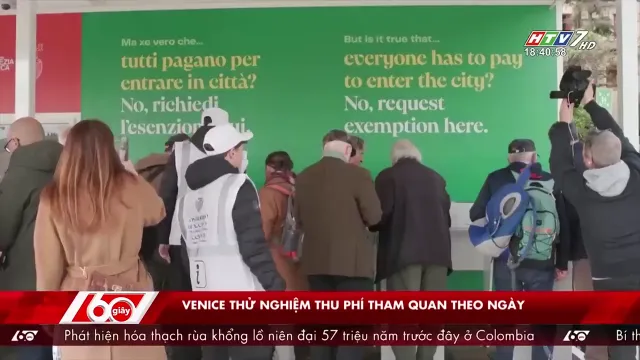 HTV7 HD
18:40:58
Ma xe vero che...
tutti pagano per
entrare in città?
No, richiedi
l'esenzione qui.
But is it true that...
everyone has to pay
to enter the city?
No, request
exemption here.
60 giây
VENICE THỬ NGHIỆM THU PHÍ THAM QUAN THEO NGÀY
60 Phát hiện hóa thạch rùa khổng lồ niên đại 57 triệu năm trước đây ở Colombia 60 Bí th